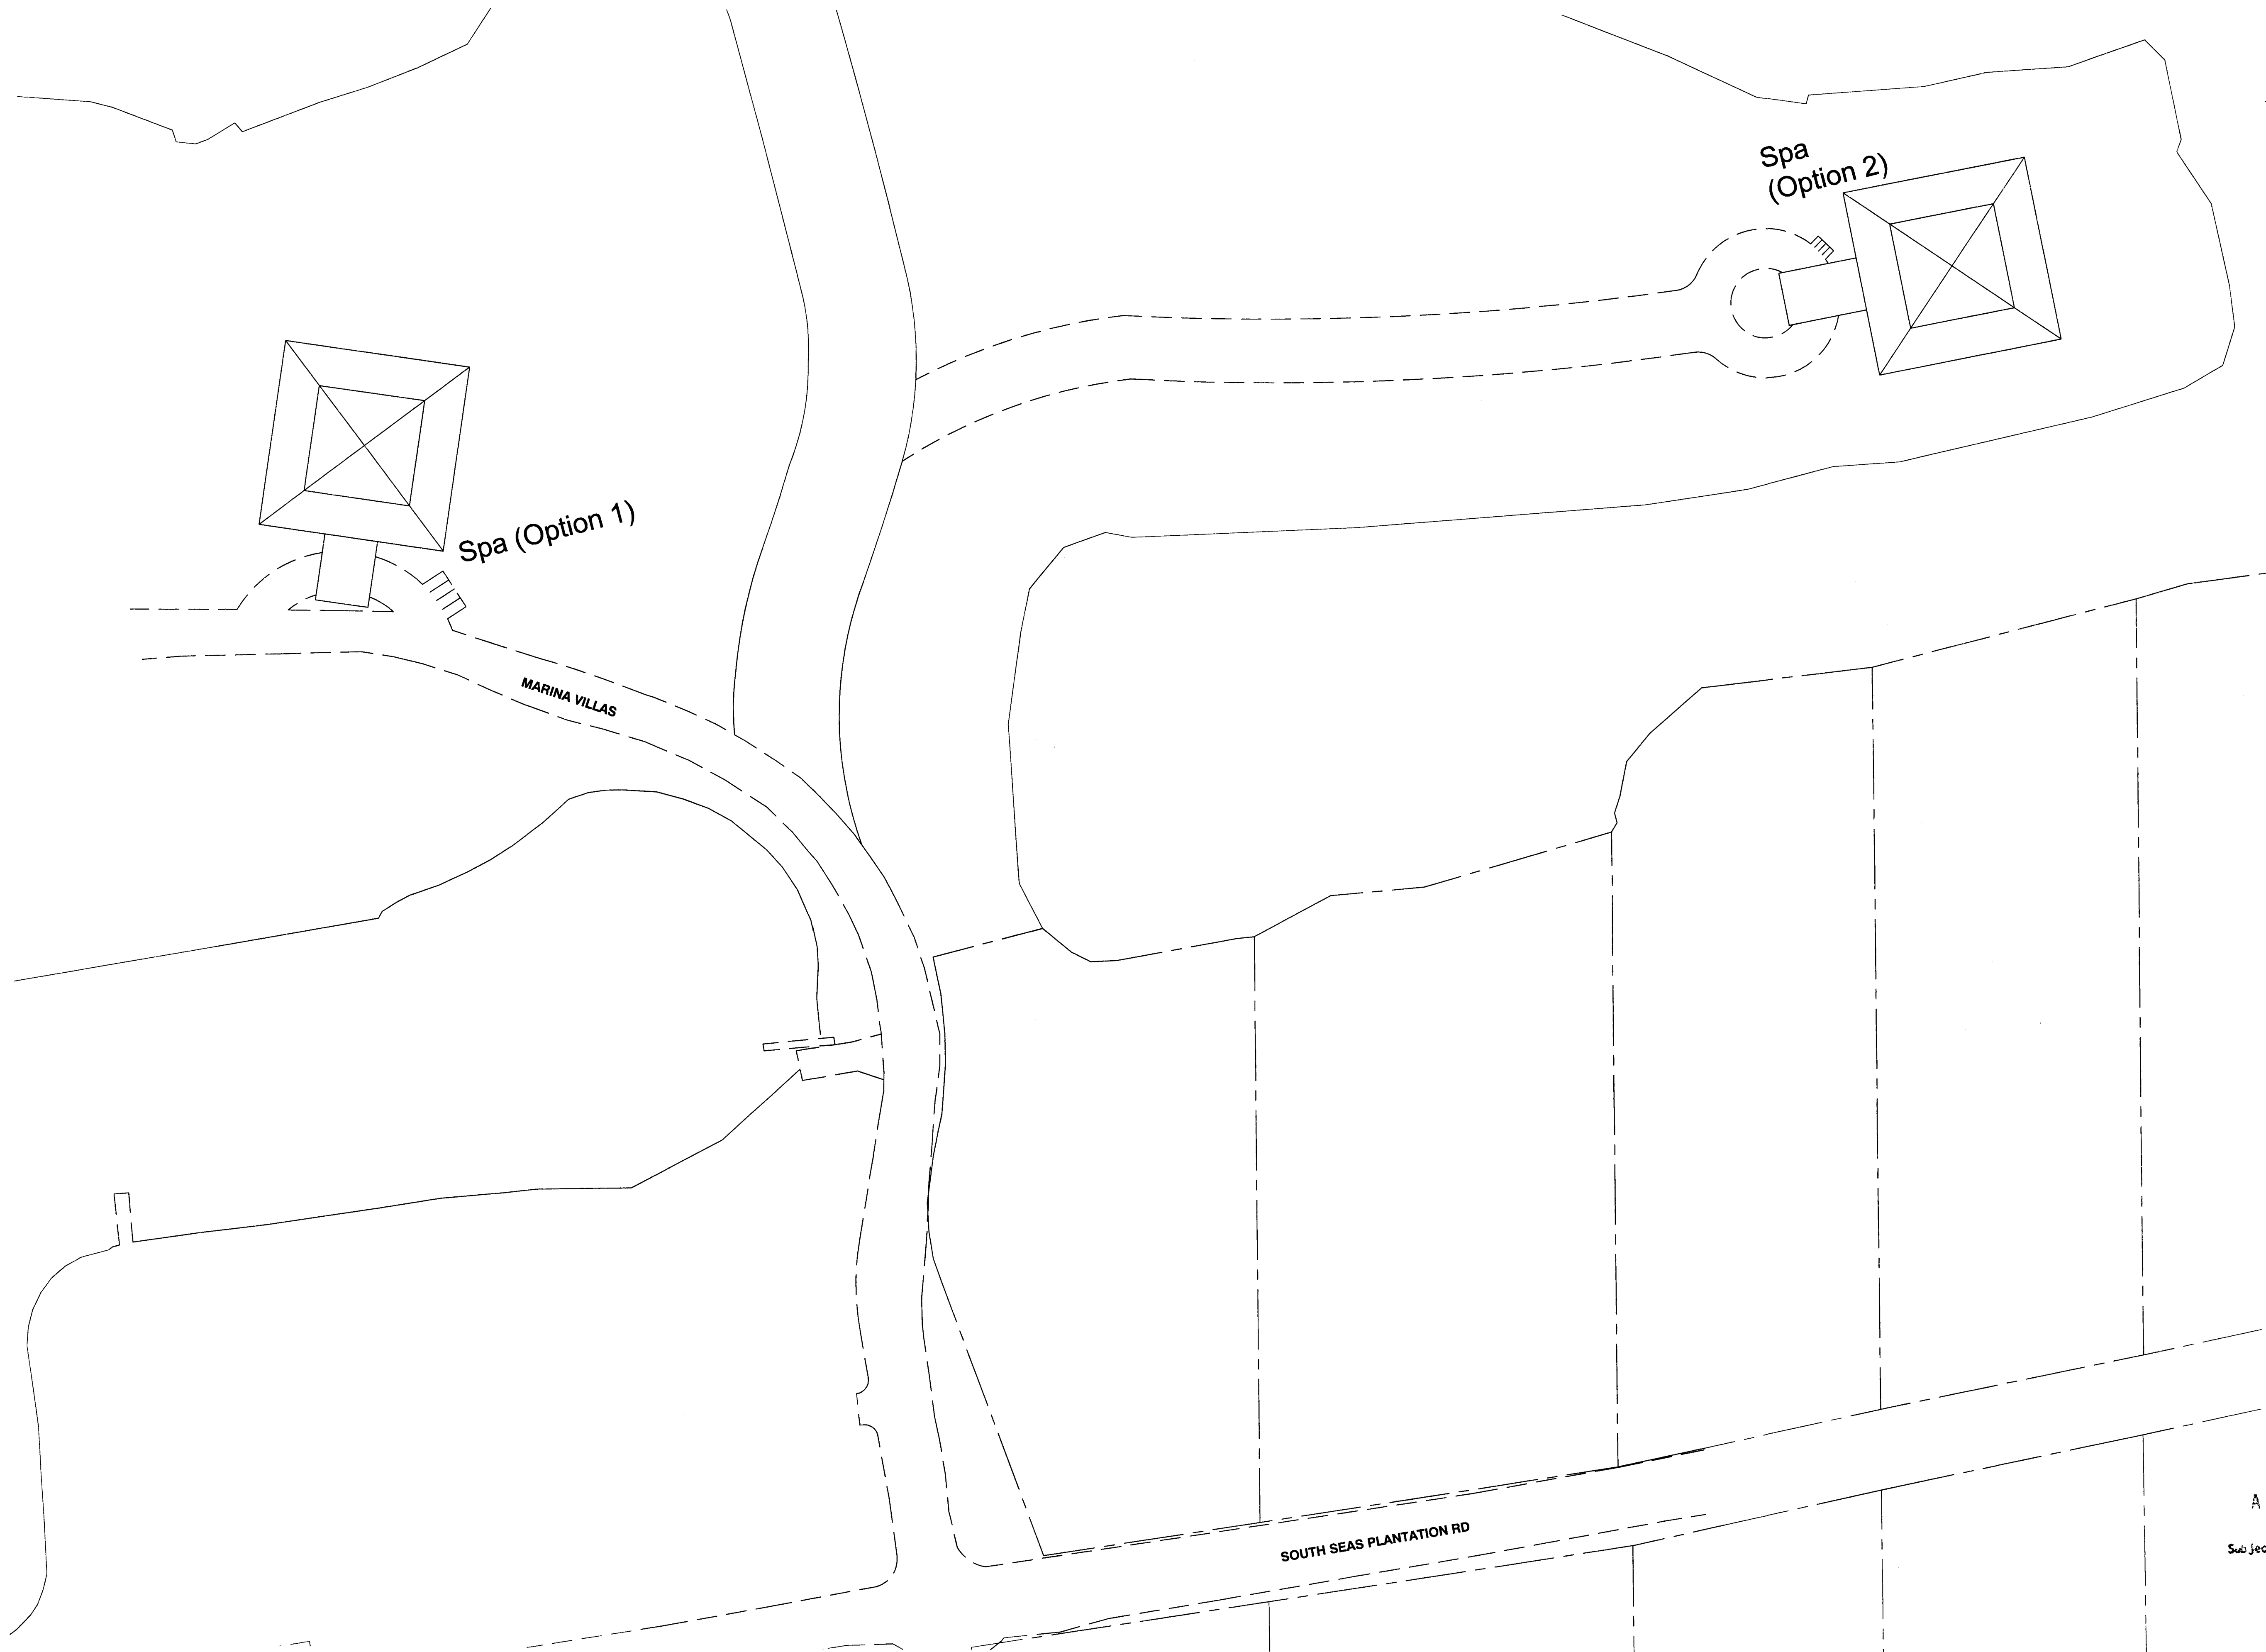 Spa
(Option 2)
Spa (Option 1)
MARINA VILLAS
SOUTH SEAS PLANTATION RD
A